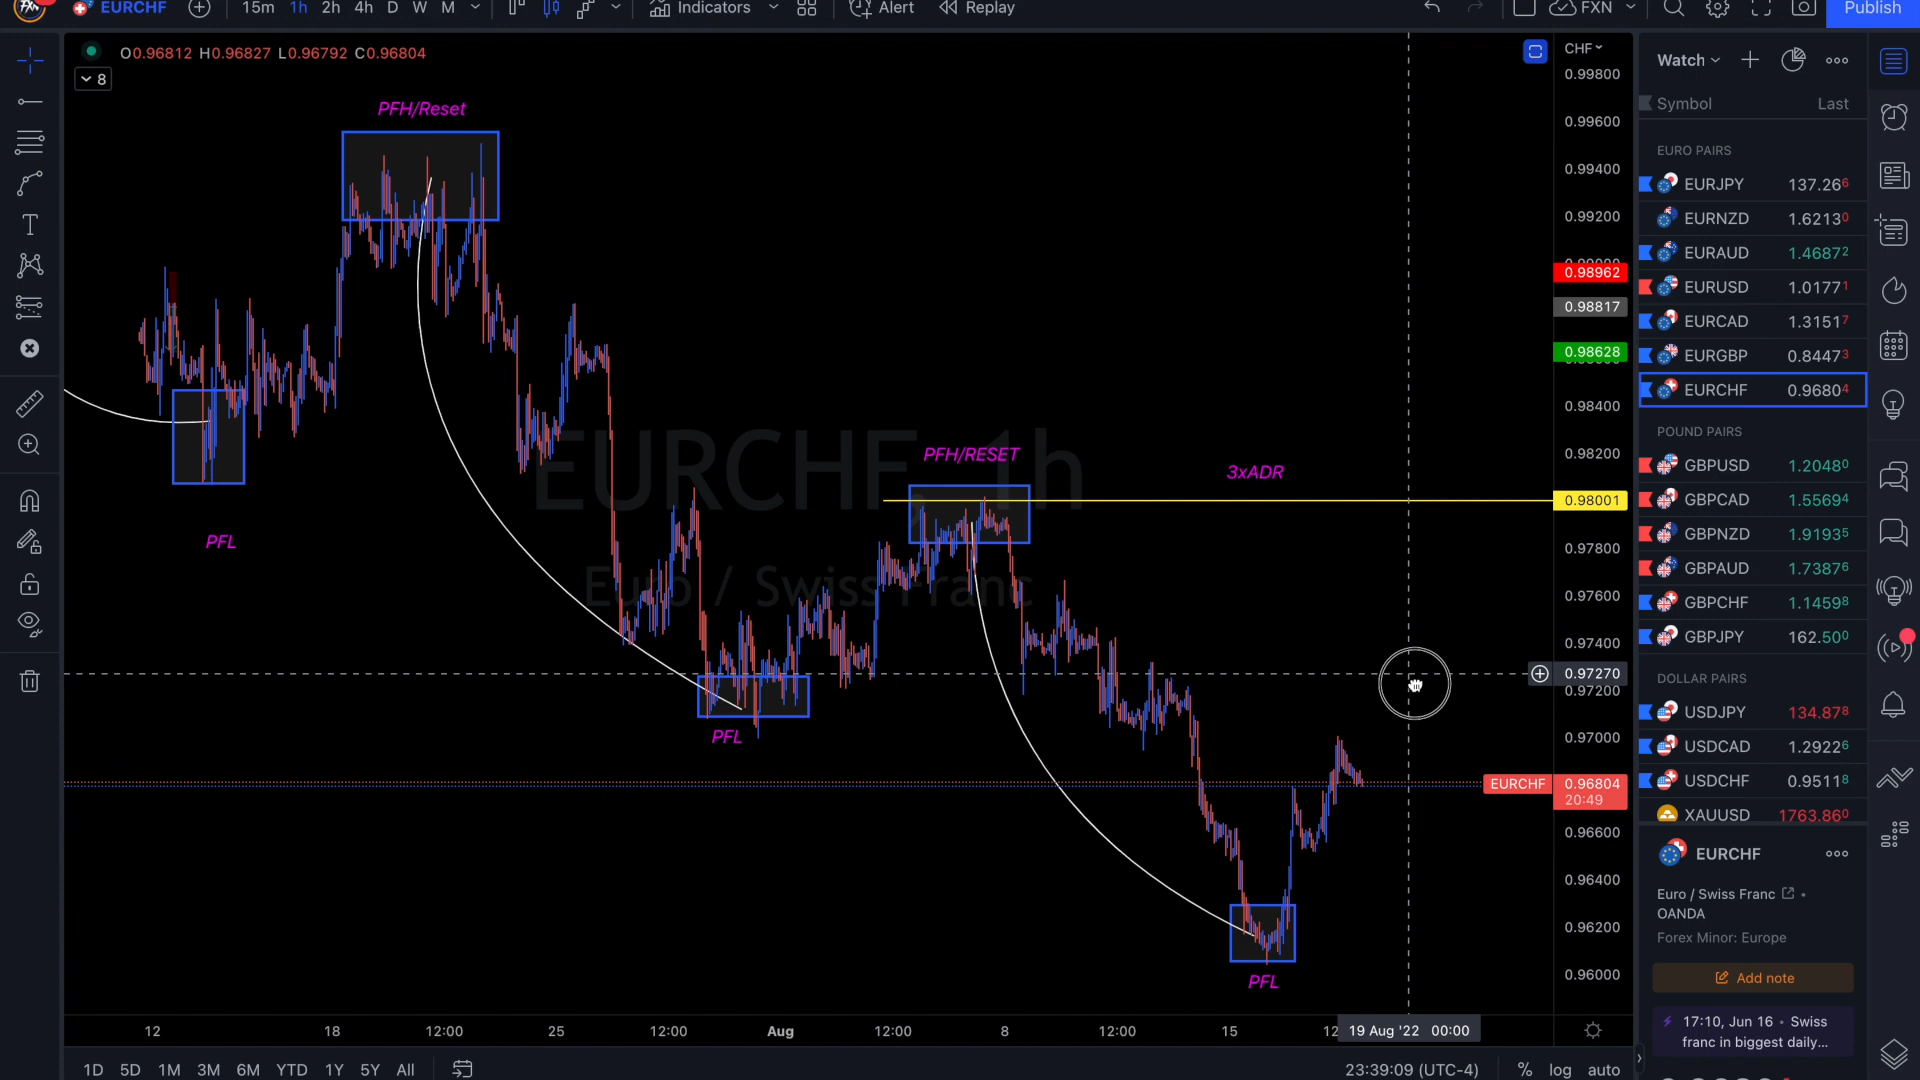 EURCHF 15m 1h 2h 4h D W M Indicators Alert Replay FXN Publish
O0.96812 H0.96827 L0.96792 C0.96804
8
CHF
0.99800
0.99600
0.99400
0.99200
0.98962
0.98817
0.98628
0.98400
0.98200
0.98001
0.97800
0.97600
0.97400
0.97270
0.97200
0.97000
EURCHF 0.96804
20:49
0.96600
0.96400
0.96200
0.96000
PFH/Reset
PFL
PFH/RESET
3xADR
EURCHF, 1h
Euro / Swiss Franc
PFL
PFL
12 18 12:00 25 12:00 Aug 12:00 8 12:00 15 12 19 Aug '22 00:00
1D 5D 1M 3M 6M YTD 1Y 5Y All 23:39:09 (UTC-4) % log auto
Watch
Symbol Last
EURO PAIRS
EURJPY 137.266
EURNZD 1.62130
EURAUD 1.46872
EURUSD 1.01771
EURCAD 1.31517
EURGBP 0.84473
EURCHF 0.96804
POUND PAIRS
GBPUSD 1.20480
GBPCAD 1.55694
GBPNZD 1.91935
GBPAUD 1.73876
GBPCHF 1.14598
GBPJPY 162.500
DOLLAR PAIRS
USDJPY 134.878
USDCAD 1.29226
USDCHF 0.95118
XAUUSD 1763.860
EURCHF
Euro / Swiss Franc •
OANDA
Forex Minor: Europe
Add note
17:10, Jun 16 • Swiss
franc in biggest daily...